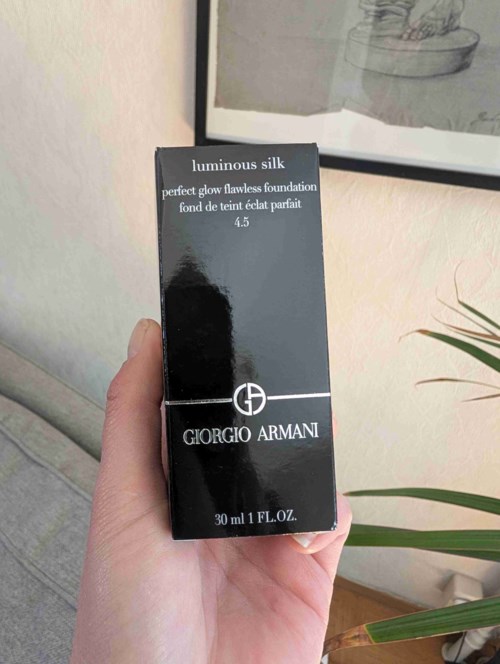 luminous silk
perfect glow flawless foundation
fond de teint éclat parfait
4.5
GIORGIO ARMANI
30 ml 1 FL.OZ.